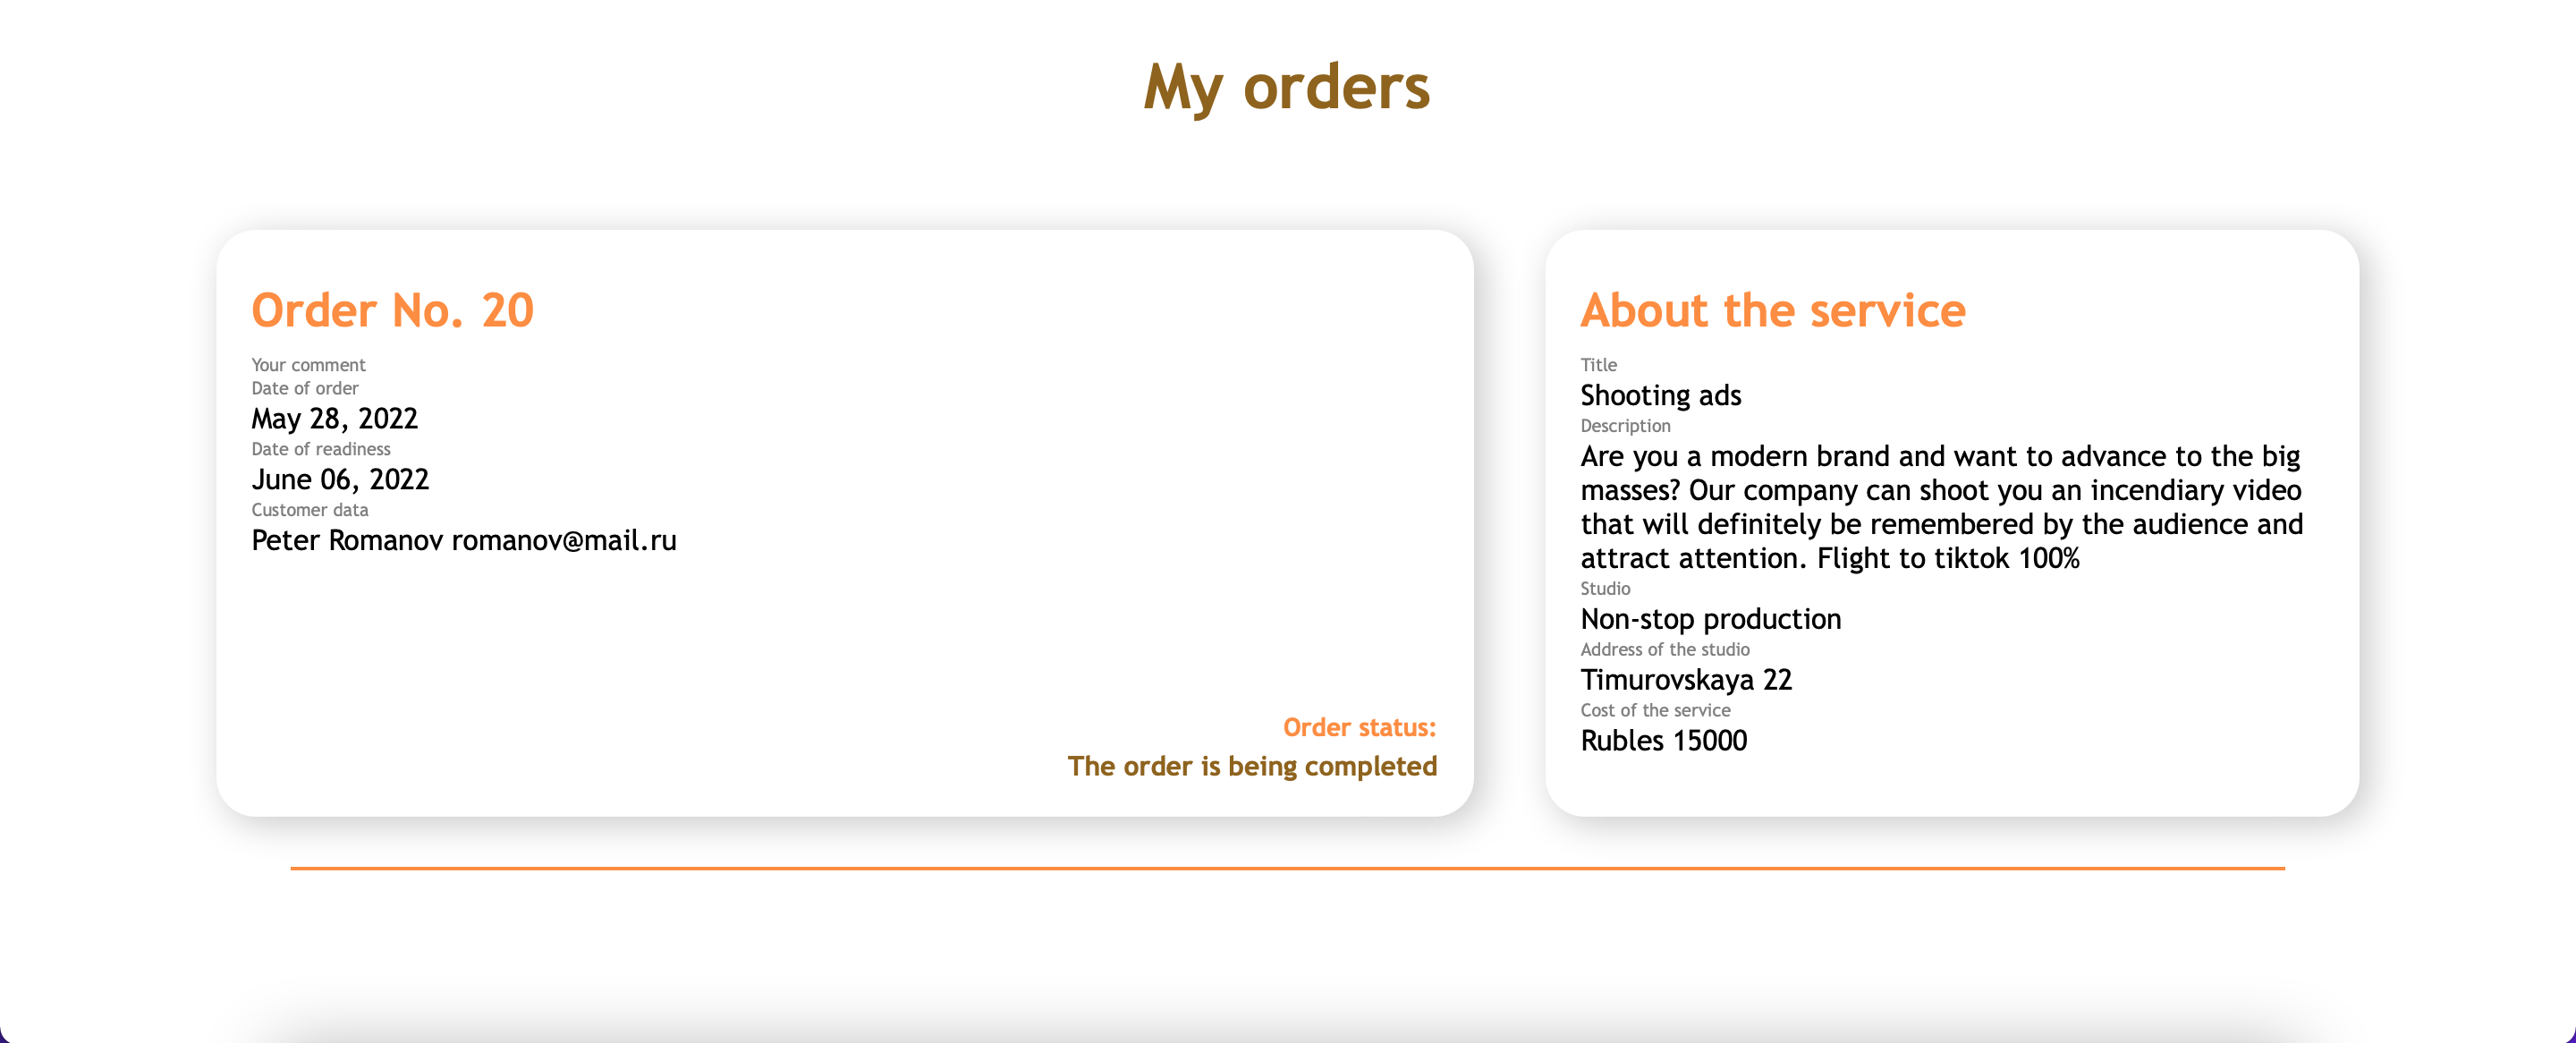 My orders
Order No. 20
Your comment
Date of order
May 28, 2022
Date of readiness
June 06, 2022
Customer data
Peter Romanov romanov@mail.ru
Order status:
The order is being completed
About the service
Title
Shooting ads
Description
Are you a modern brand and want to advance to the big
masses? Our company can shoot you an incendiary video
that will definitely be remembered by the audience and
attract attention. Flight to tiktok 100%
Studio
Non-stop production
Address of the studio
Timurovskaya 22
Cost of the service
Rubles 15000